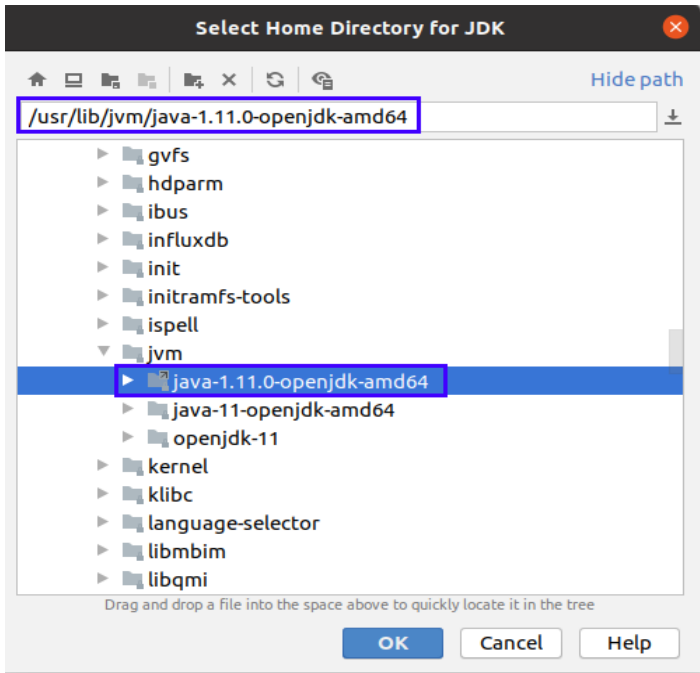 Select Home Directory for JDK
Hide path
/usr/lib/jvm/java-1.11.0-openjdk-amd64
gvfs
hdparm
ibus
influxdb
init
initramfs-tools
ispell
jvm
java-1.11.0-openjdk-amd64
java-11-openjdk-amd64
openjdk-11
kernel
klibc
language-selector
libmbim
libqmi
Drag and drop a file into the space above to quickly locate it in the tree
OK Cancel Help